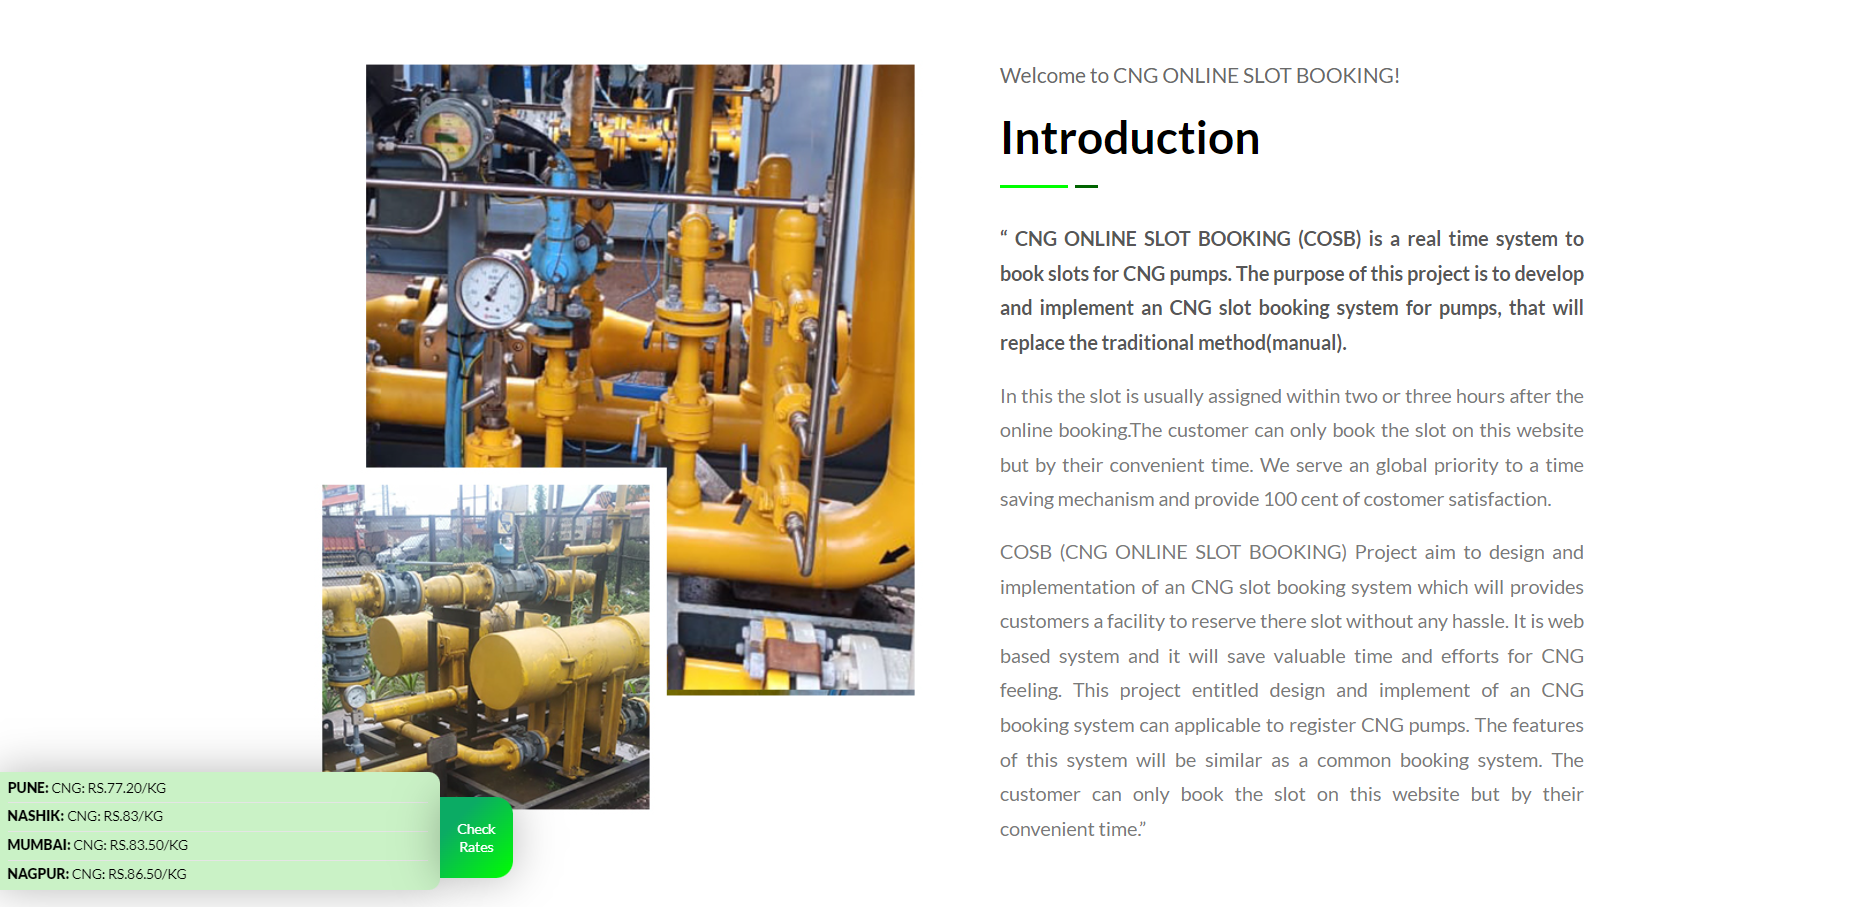 Welcome to CNG ONLINE SLOT BOOKING!
Introduction
“ CNG ONLINE SLOT BOOKING (COSB) is a real time system to
book slots for CNG pumps. The purpose of this project is to develop
and implement an CNG slot booking system for pumps, that will
replace the traditional method(manual).
In this the slot is usually assigned within two or three hours after the
online booking.The customer can only book the slot on this website
but by their convenient time. We serve an global priority to a time
saving mechanism and provide 100 cent of costomer satisfaction.
COSB (CNG ONLINE SLOT BOOKING) Project aim to design and
implementation of an CNG slot booking system which will provides
customers a facility to reserve there slot without any hassle. It is web
based system and it will save valuable time and efforts for CNG
feeling. This project entitled design and implement of an CNG
booking system can applicable to register CNG pumps. The features
of this system will be similar as a common booking system. The
customer can only book the slot on this website but by their
convenient time.”
PUNE: CNG: RS.77.20/KG
NASHIK: CNG: RS.83/KG
MUMBAI: CNG: RS.83.50/KG
NAGPUR: CNG: RS.86.50/KG
Check
Rates